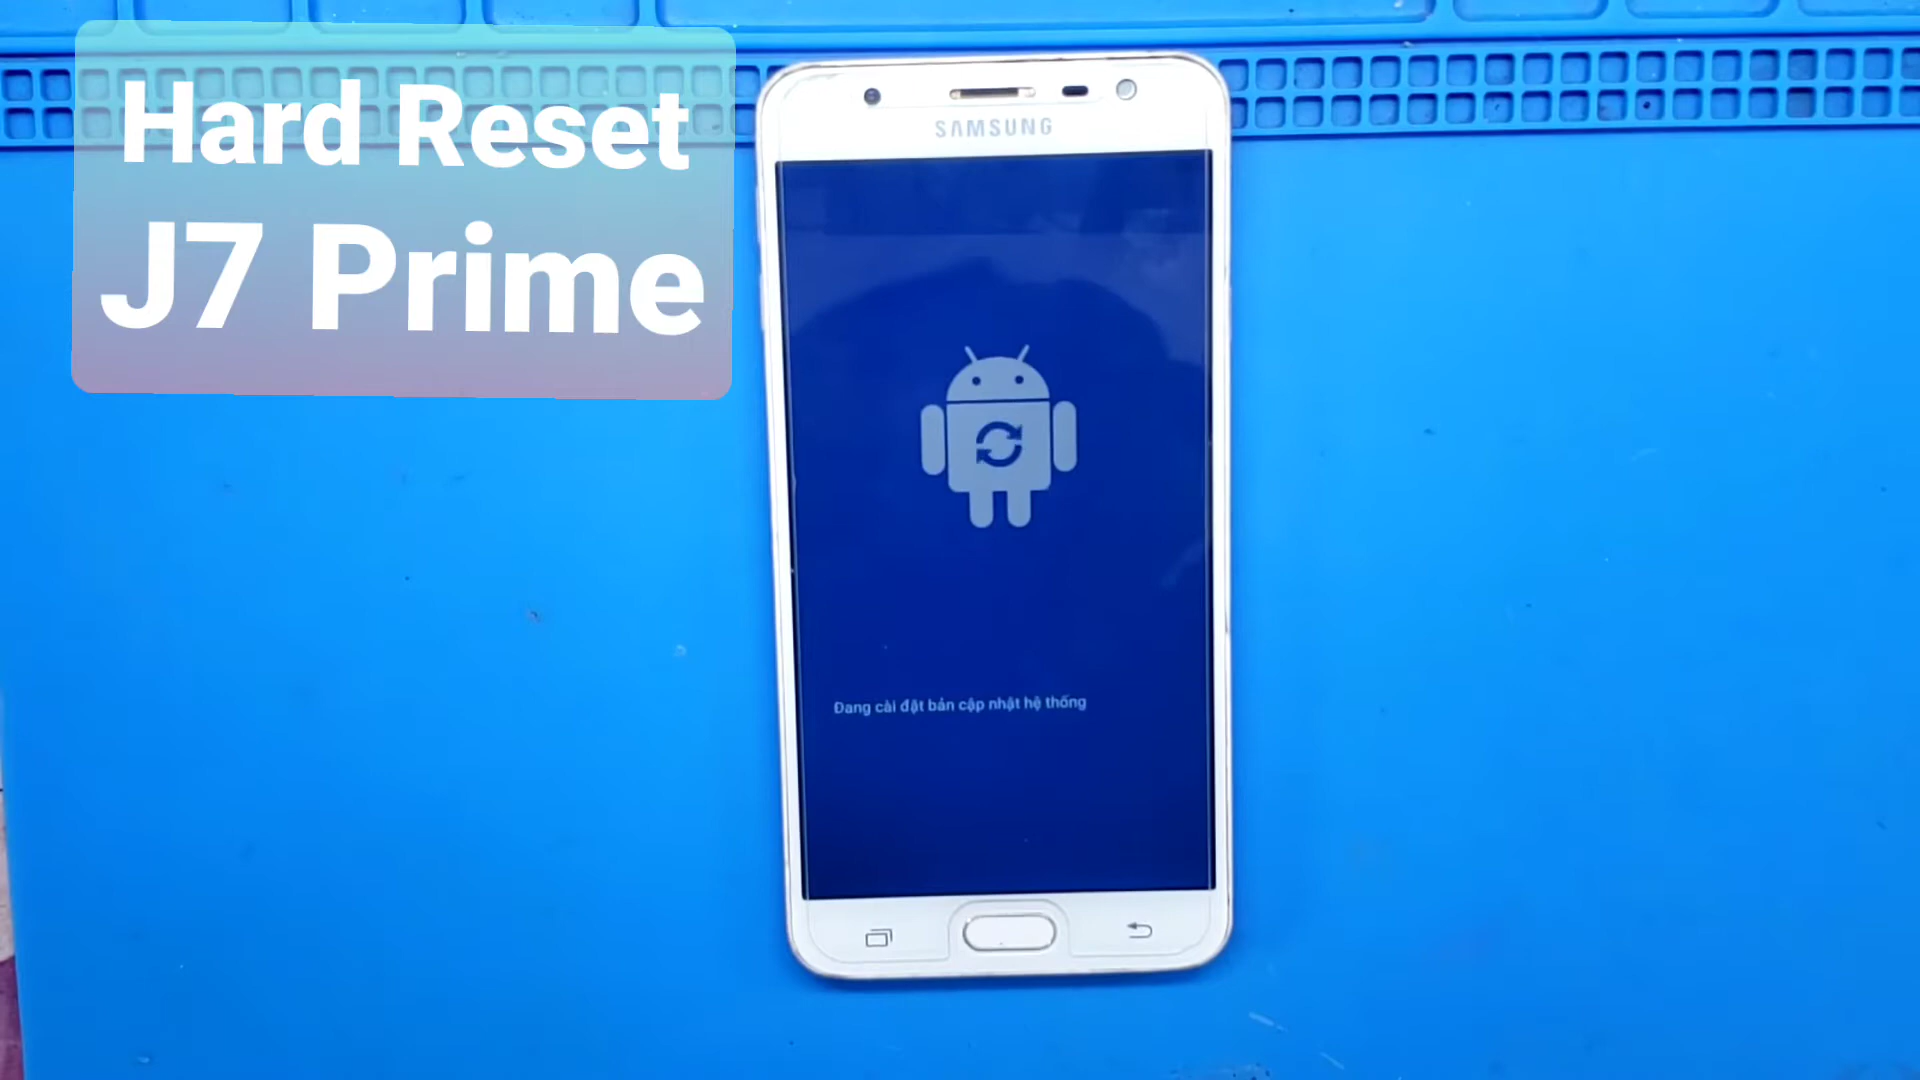 Hard Reset
J7 Prime
SAMSUNG
Đang cài đặt bản cập nhật hệ thống